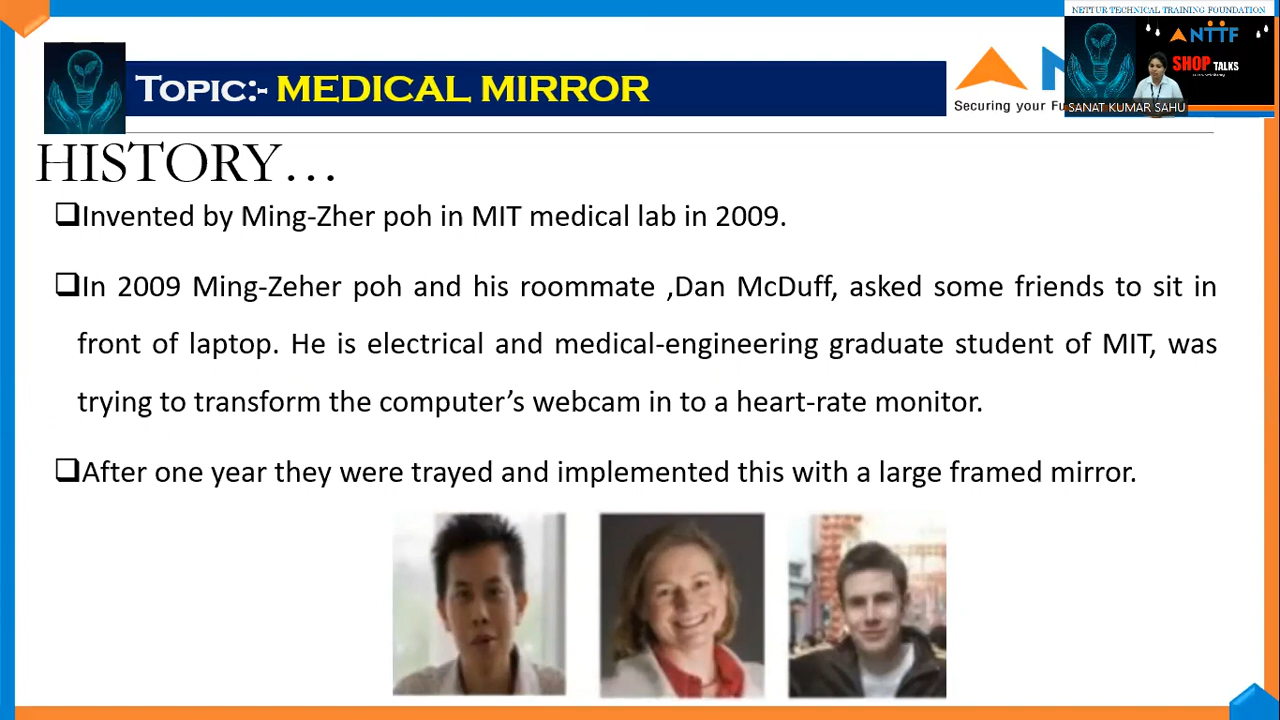 NETTUR TECHNICAL TRAINING FOUNDATION
NTTF
SHOP TALKS
SANAT KUMAR SAHU
Topic:- MEDICAL MIRROR
Securing your Fu
HISTORY…
❑Invented by Ming-Zher poh in MIT medical lab in 2009.
❑In 2009 Ming-Zeher poh and his roommate ,Dan McDuff, asked some friends to sit in
front of laptop. He is electrical and medical-engineering graduate student of MIT, was
trying to transform the computer’s webcam in to a heart-rate monitor.
❑After one year they were trayed and implemented this with a large framed mirror.